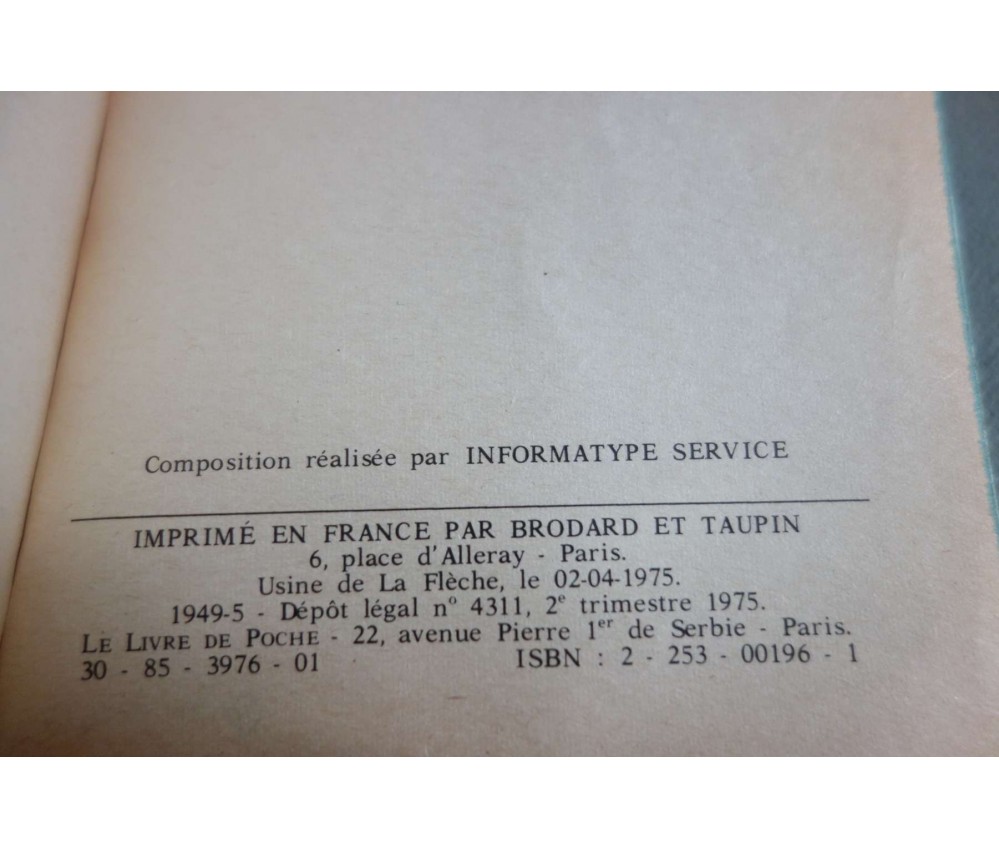 Composition réalisée par INFORMATYPE SERVICE
IMPRIMÉ EN FRANCE PAR BRODARD ET TAUPIN
6, place d'Alleray - Paris.
Usine de La Flèche, le 02-04-1975.
1949-5 - Dépôt légal nº 4311, 2e trimestre 1975.
LE LIVRE DE POCHE - 22, avenue Pierre 1er de Serbie - Paris.
30 - 85 - 3976 - 01 ISBN : 2 - 253 - 00196 - 1